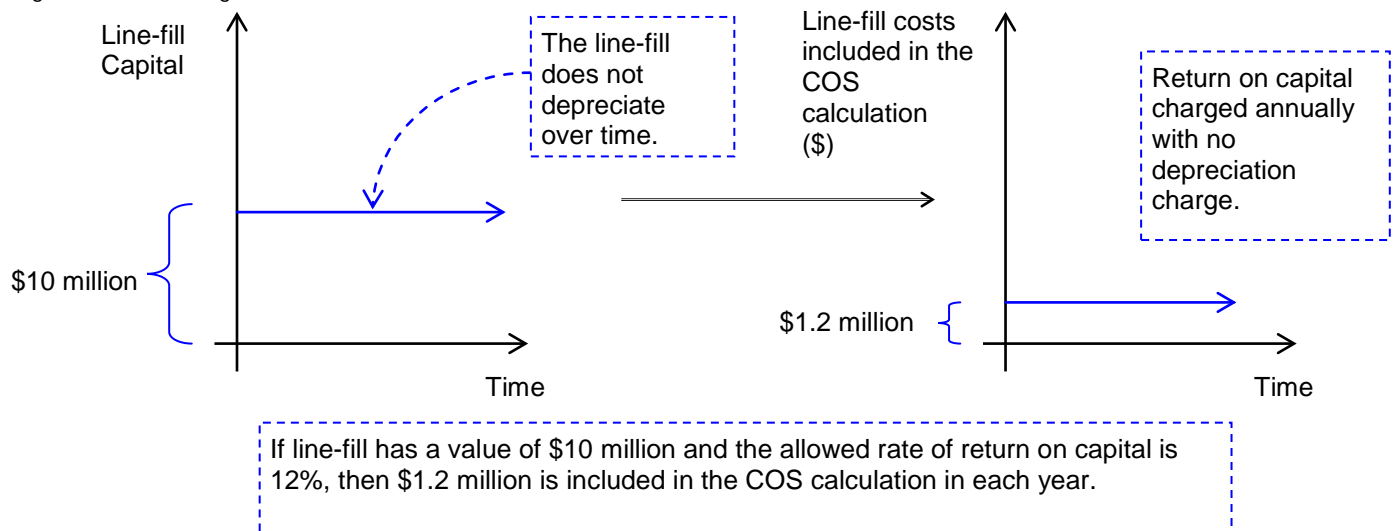 Line-fill
Capital
The line-fill
does not
depreciate
over time.
$10 million
Time
Line-fill costs
included in the
COS
calculation
($)
Return on capital
charged annually
with no
depreciation
charge.
$1.2 million
Time
If line-fill has a value of $10 million and the allowed rate of return on capital is
12%, then $1.2 million is included in the COS calculation in each year.